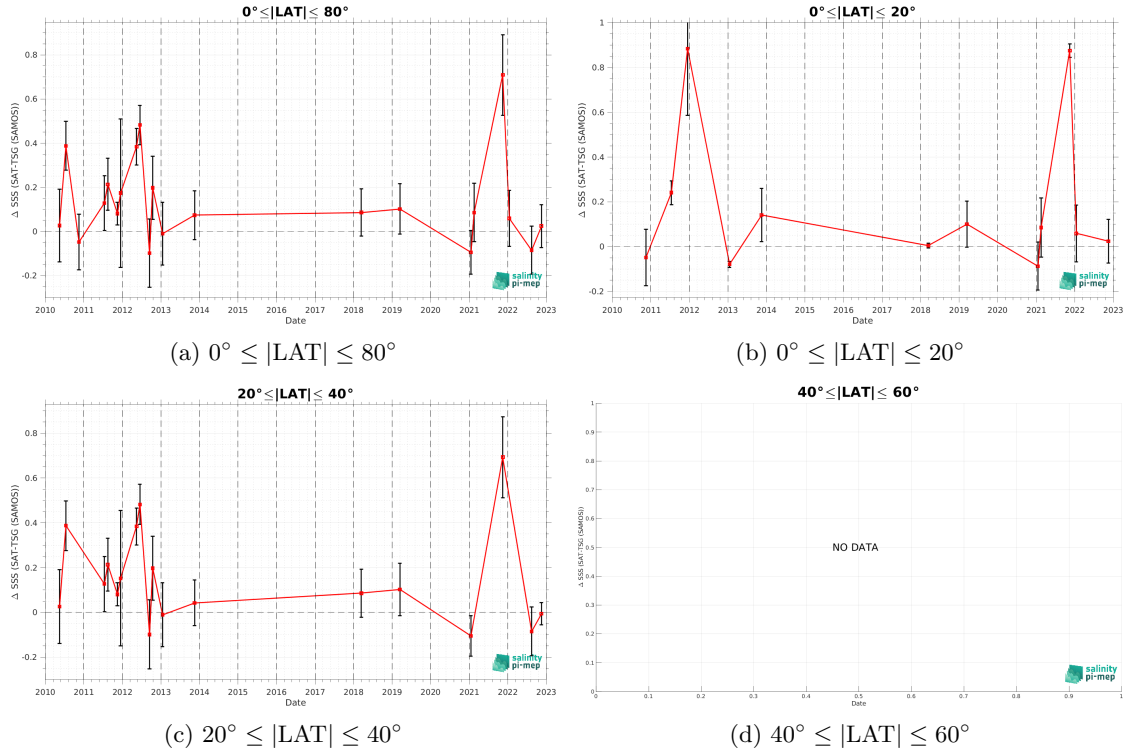 0°≤|LAT|≤ 80°
Δ SSS (SAT-TSG (SAMOS))
0.8
0.6
0.4
0.2
0
-0.2
2010 2011 2012 2013 2014 2015 2016 2017 2018 2019 2020 2021 2022 2023
Date
salinity
pi-mep
(a) 0° ≤ |LAT| ≤ 80°
0°≤|LAT|≤ 20°
Δ SSS (SAT-TSG (SAMOS))
1
0.8
0.6
0.4
0.2
0
-0.2
2010 2011 2012 2013 2014 2015 2016 2017 2018 2019 2020 2021 2022 2023
Date
salinity
pi-mep
(b) 0° ≤ |LAT| ≤ 20°
20°≤|LAT|≤ 40°
Δ SSS (SAT-TSG (SAMOS))
0.8
0.6
0.4
0.2
0
-0.2
2010 2011 2012 2013 2014 2015 2016 2017 2018 2019 2020 2021 2022 2023
Date
salinity
pi-mep
(c) 20° ≤ |LAT| ≤ 40°
40°≤|LAT|≤ 60°
Δ SSS (SAT-TSG (SAMOS))
1
0.9
0.8
0.7
0.6
0.5
0.4
0.3
0.2
0.1
0
NO DATA
0 0.1 0.2 0.3 0.4 0.5 0.6 0.7 0.8 0.9 1
Date
salinity
pi-mep
(d) 40° ≤ |LAT| ≤ 60°